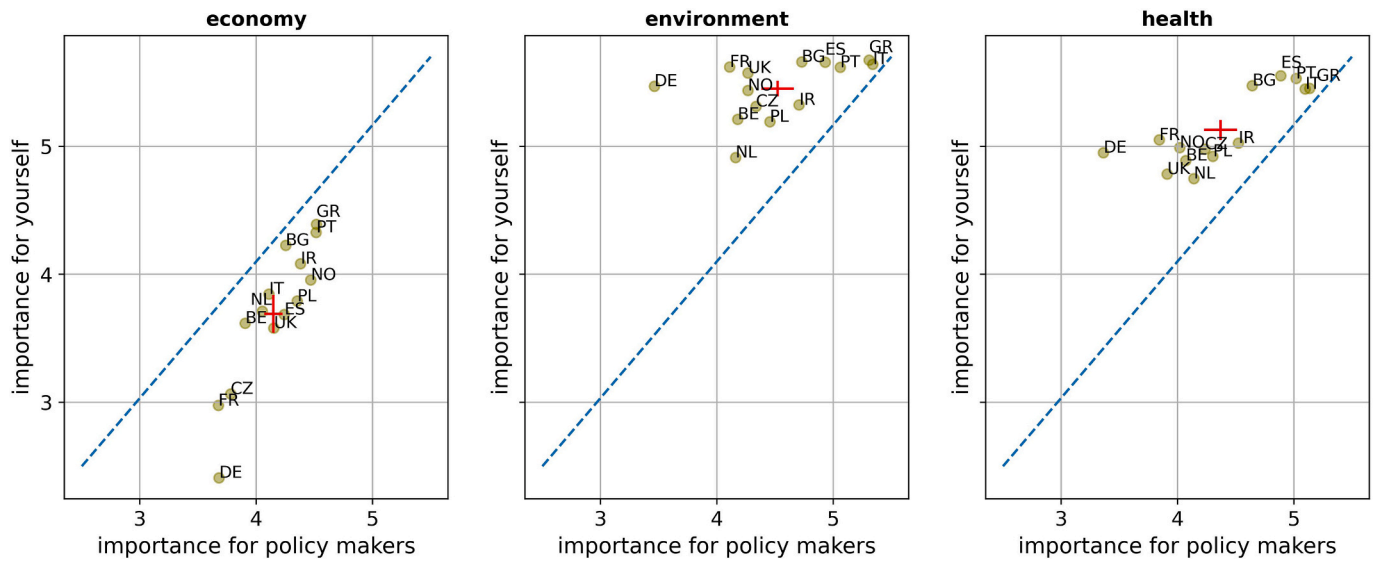 economy
importance for yourself
5
4
3
GR
PT
BG
IR
NO
IT
PL
NL
ES
BE
UK
CZ
FR
DE
3
4
5
importance for policy makers
environment
importance for yourself
GR
ES
BG
IT
FR
PT
UK
DE
NO
IR
CZ
BE
PL
NL
3
4
5
importance for policy makers
health
importance for yourself
ES
PT
GR
BG
IT
FR
IR
NO
CZ
DE
PL
BE
UK
NL
3
4
5
importance for policy makers